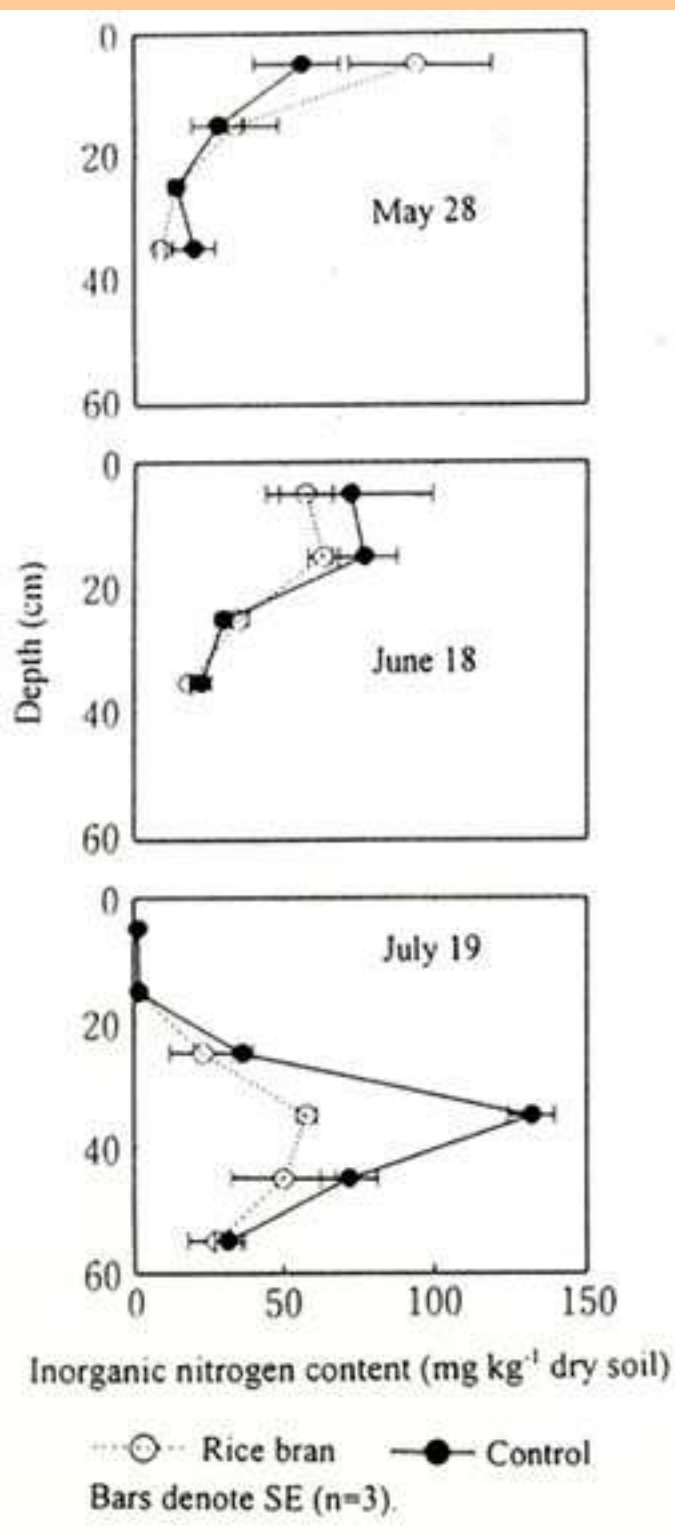 0
20
May 28
40
60
0
20
June 18
40
60
Depth (cm)
0
July 19
20
40
60
0 50 100 150
Inorganic nitrogen content (mg kg⁻¹ dry soil)
Rice bran Control
Bars denote SE (n=3).